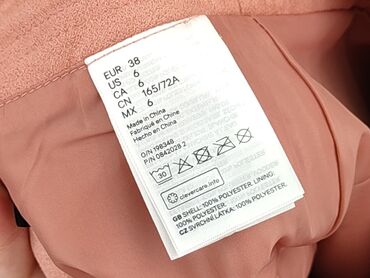 EUR 38
US 6
CA 6
CN 165/72A
MX 6
Made in China
Fabriqué en Chine
Hecho en China
O/N 198348
P/N 0842028 2
30
clevercare.info
GB SHELL: 100% POLYESTER. LINING:
100% POLYESTER
CZ SVRCHNÍ LÁTKA: 100% POLYESTER.